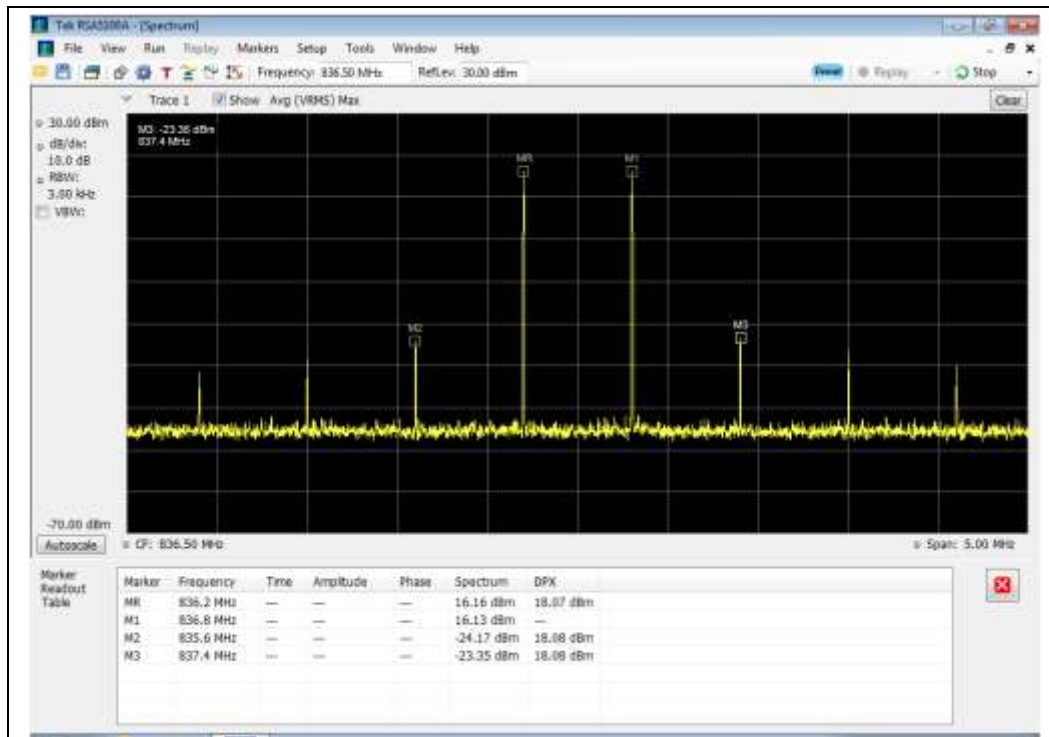 Tek RSA5100A - [Spectrum]
File View Run Replay Markers Setup Tools Window Help
Frequency: 836.50 MHz RefLev: 30.00 dBm Preset Replay Stop
Trace 1 Show Avg (VRMS) Max Clear
30.00 dBm
dB/div:
10.0 dB
RBW:
3.00 kHz
VBW:
M3: -23.36 dBm
837.4 MHz
MR M1
M2 M3
-70.00 dBm
Autoscale CF: 836.50 MHz Span: 5.00 MHz
Marker
Readout
Table
Marker Frequency Time Amplitude Phase Spectrum DPX
MR 836.2 MHz --- --- --- 16.16 dBm 18.07 dBm
M1 836.8 MHz --- --- --- 16.13 dBm ---
M2 835.6 MHz --- --- --- -24.17 dBm 18.08 dBm
M3 837.4 MHz --- --- --- -23.35 dBm 18.08 dBm